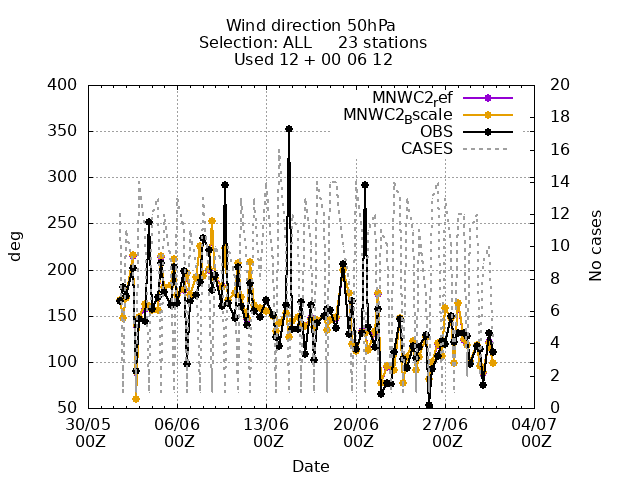 Wind direction 50hPa
Selection: ALL 23 stations
Used 12 + 00 06 12
400 20
MNWC2ref 18
350 MNWC2Bscale
OBS 16
CASES
300 14
250 12
10
200 8
150 6
4
100 2
50 0
deg
No cases
30/05 06/06 13/06 20/06 27/06 04/07
00Z 00Z 00Z 00Z 00Z 00Z
Date